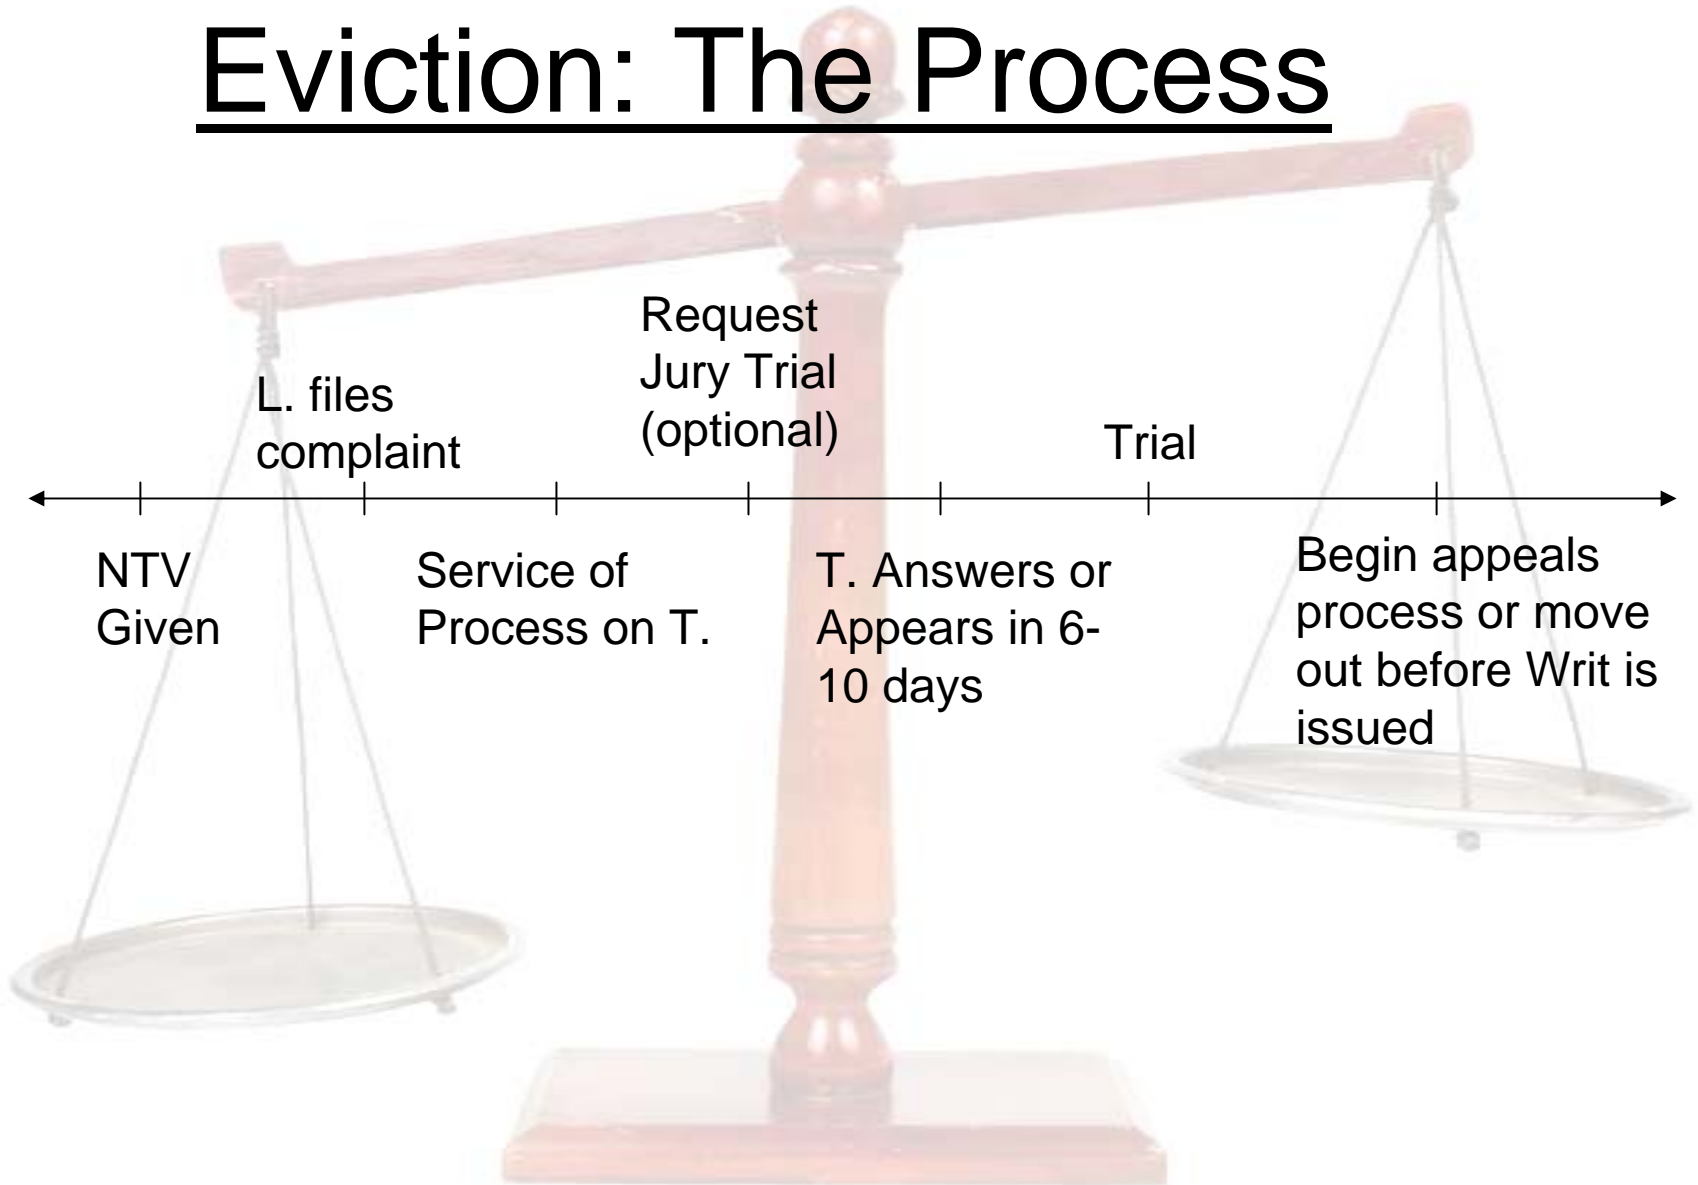 Eviction: The Process
NTV
Given
L. files
complaint
Service of
Process on T.
Request
Jury Trial
(optional)
T. Answers or
Appears in 6-
10 days
Trial
Begin appeals
process or move
out before Writ is
issued